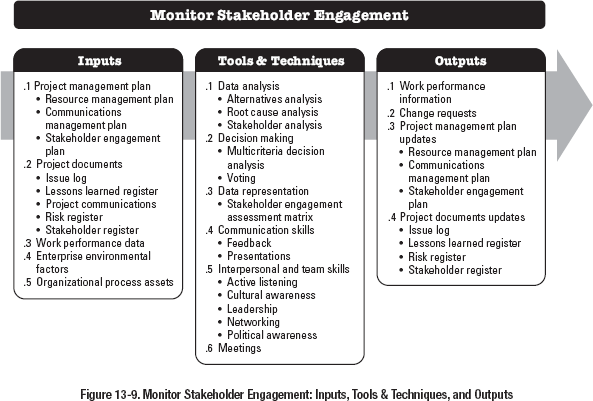 Monitor Stakeholder Engagement
Inputs
.1 Project management plan
• Resource management plan
• Communications
management plan
• Stakeholder engagement
plan
.2 Project documents
• Issue log
• Lessons learned register
• Project communications
• Risk register
• Stakeholder register
.3 Work performance data
.4 Enterprise environmental
factors
.5 Organizational process assets
Tools & Techniques
.1 Data analysis
• Alternatives analysis
• Root cause analysis
• Stakeholder analysis
.2 Decision making
• Multicriteria decision
analysis
• Voting
.3 Data representation
• Stakeholder engagement
assessment matrix
.4 Communication skills
• Feedback
• Presentations
.5 Interpersonal and team skills
• Active listening
• Cultural awareness
• Leadership
• Networking
• Political awareness
.6 Meetings
Outputs
.1 Work performance
information
.2 Change requests
.3 Project management plan
updates
• Resource management plan
• Communications
management plan
• Stakeholder engagement
plan
.4 Project documents updates
• Issue log
• Lessons learned register
• Risk register
• Stakeholder register
Figure 13-9. Monitor Stakeholder Engagement: Inputs, Tools & Techniques, and Outputs